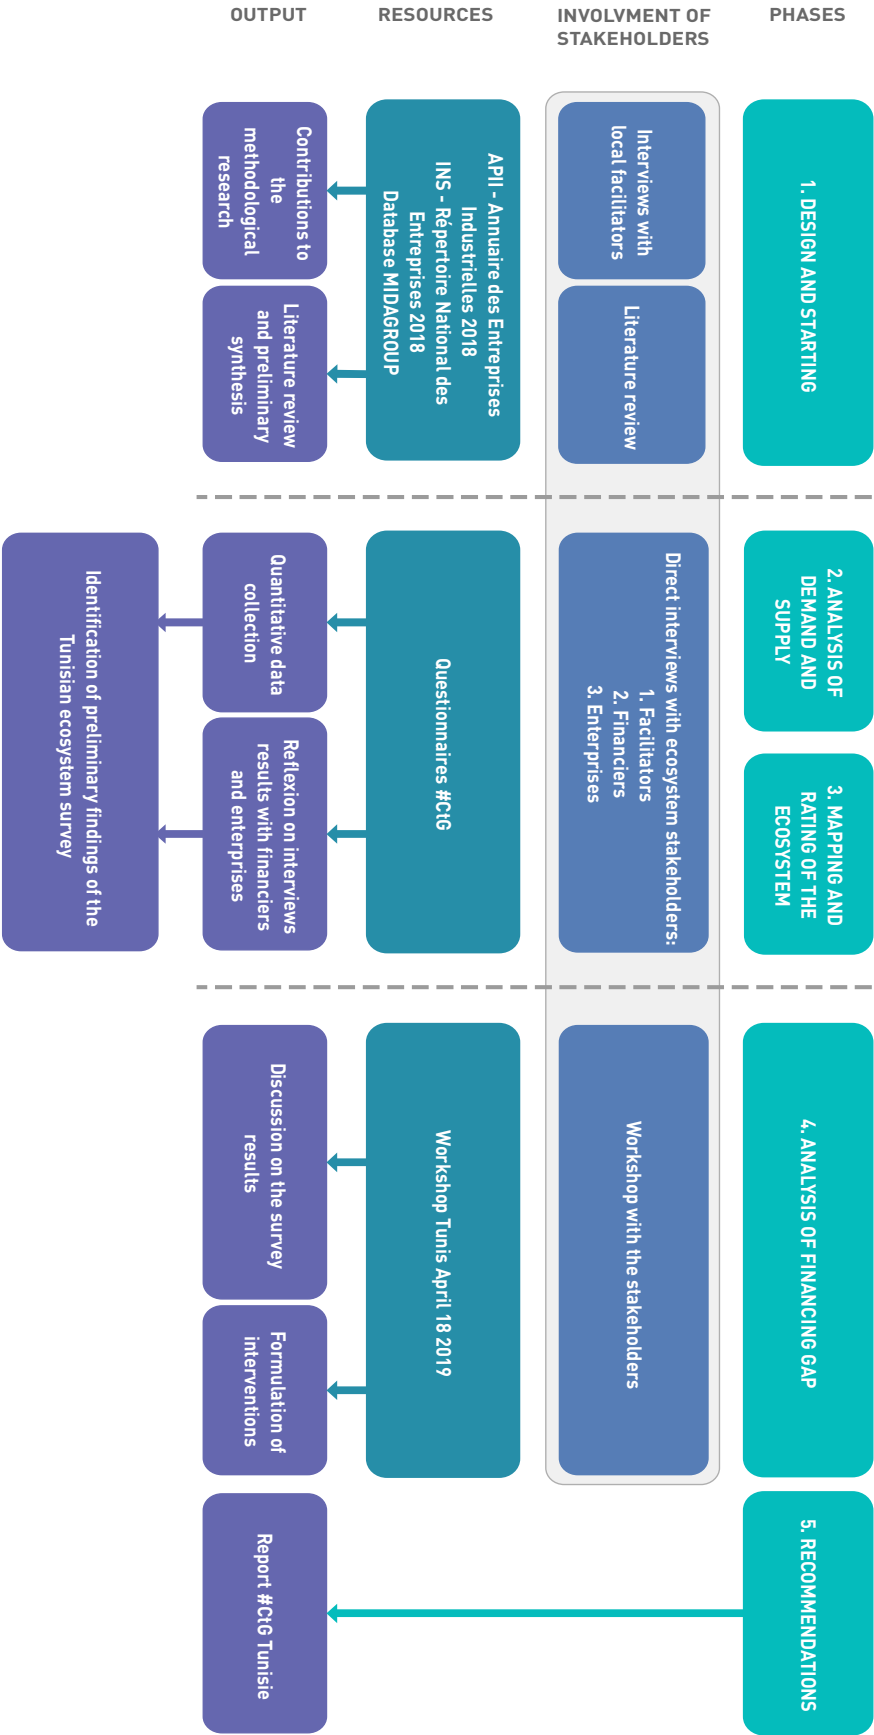 PHASES
1. DESIGN AND STARTING
2. ANALYSIS OF
DEMAND AND
SUPPLY
3. MAPPING AND
RATING OF THE
ECOSYSTEM
4. ANALYSIS OF FINANCING GAP
5. RECOMMENDATIONS
INVOLVMENT OF
STAKEHOLDERS
Interviews with
local facilitators
Literature review
Direct interviews with ecosystem stakeholders:
1. Facilitators
2. Financiers
3. Enterprises
Workshop with the stakeholders
RESOURCES
APII - Annuaire des Entreprises
Industrielles 2018
INS - Répertoire National des
Entreprises 2018
Database MIDAGROUP
Questionnaires #CtG
Workshop Tunis April 18 2019
OUTPUT
Contributions to
the
methodological
research
Literature review
and preliminary
synthesis
Quantitative data
collection
Reflexion on interviews
results with financiers
and enterprises
Discussion on the survey
results
Formulation of
interventions
Report #CtG Tunisie
Identification of preliminary findings of the
Tunisian ecosystem survey